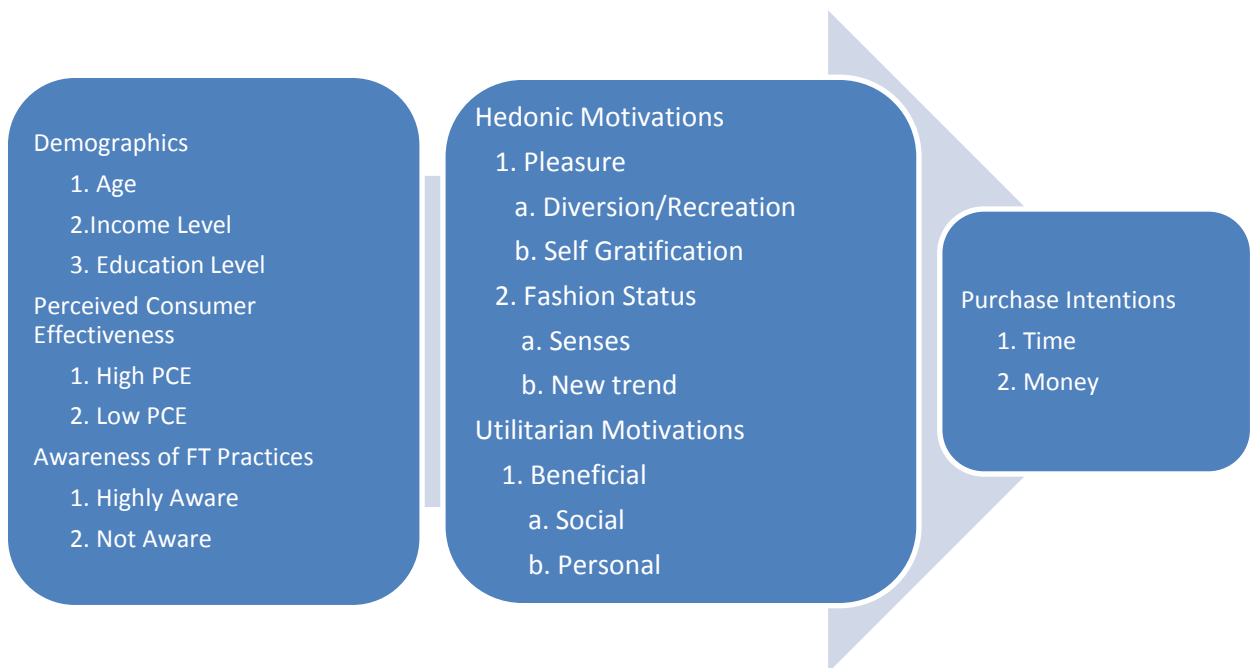 Demographics
1. Age
2.Income Level
3. Education Level
Perceived Consumer
Effectiveness
1. High PCE
2. Low PCE
Awareness of FT Practices
1. Highly Aware
2. Not Aware
Hedonic Motivations
1. Pleasure
a. Diversion/Recreation
b. Self Gratification
2. Fashion Status
a. Senses
b. New trend
Utilitarian Motivations
1. Beneficial
a. Social
b. Personal
Purchase Intentions
1. Time
2. Money